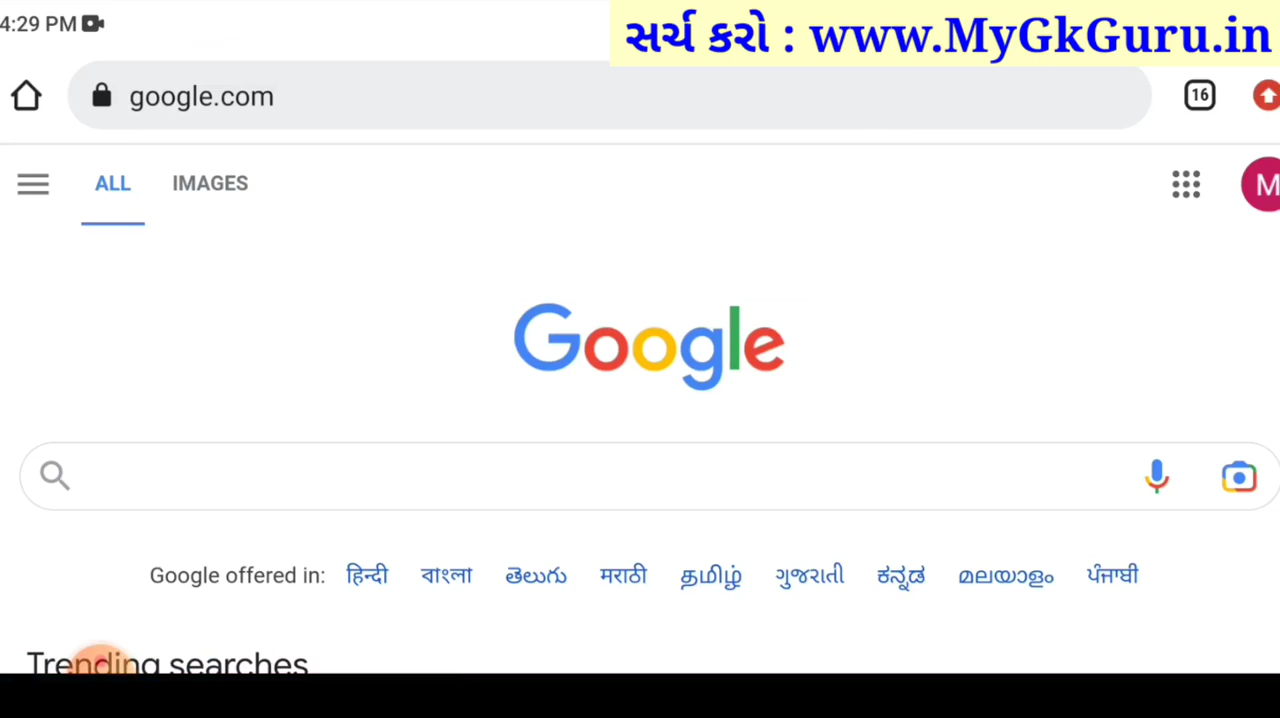 4:29 PM
સર્ચ કરો : www.MyGkGuru.in
google.com
16
ALL IMAGES
M
Google
Google offered in: हिन्दी বাংলা తెలుగు मराठी தமிழ் ગુજરાતી ಕನ್ನಡ മലയാളം ਪੰਜਾਬੀ
Trending searches